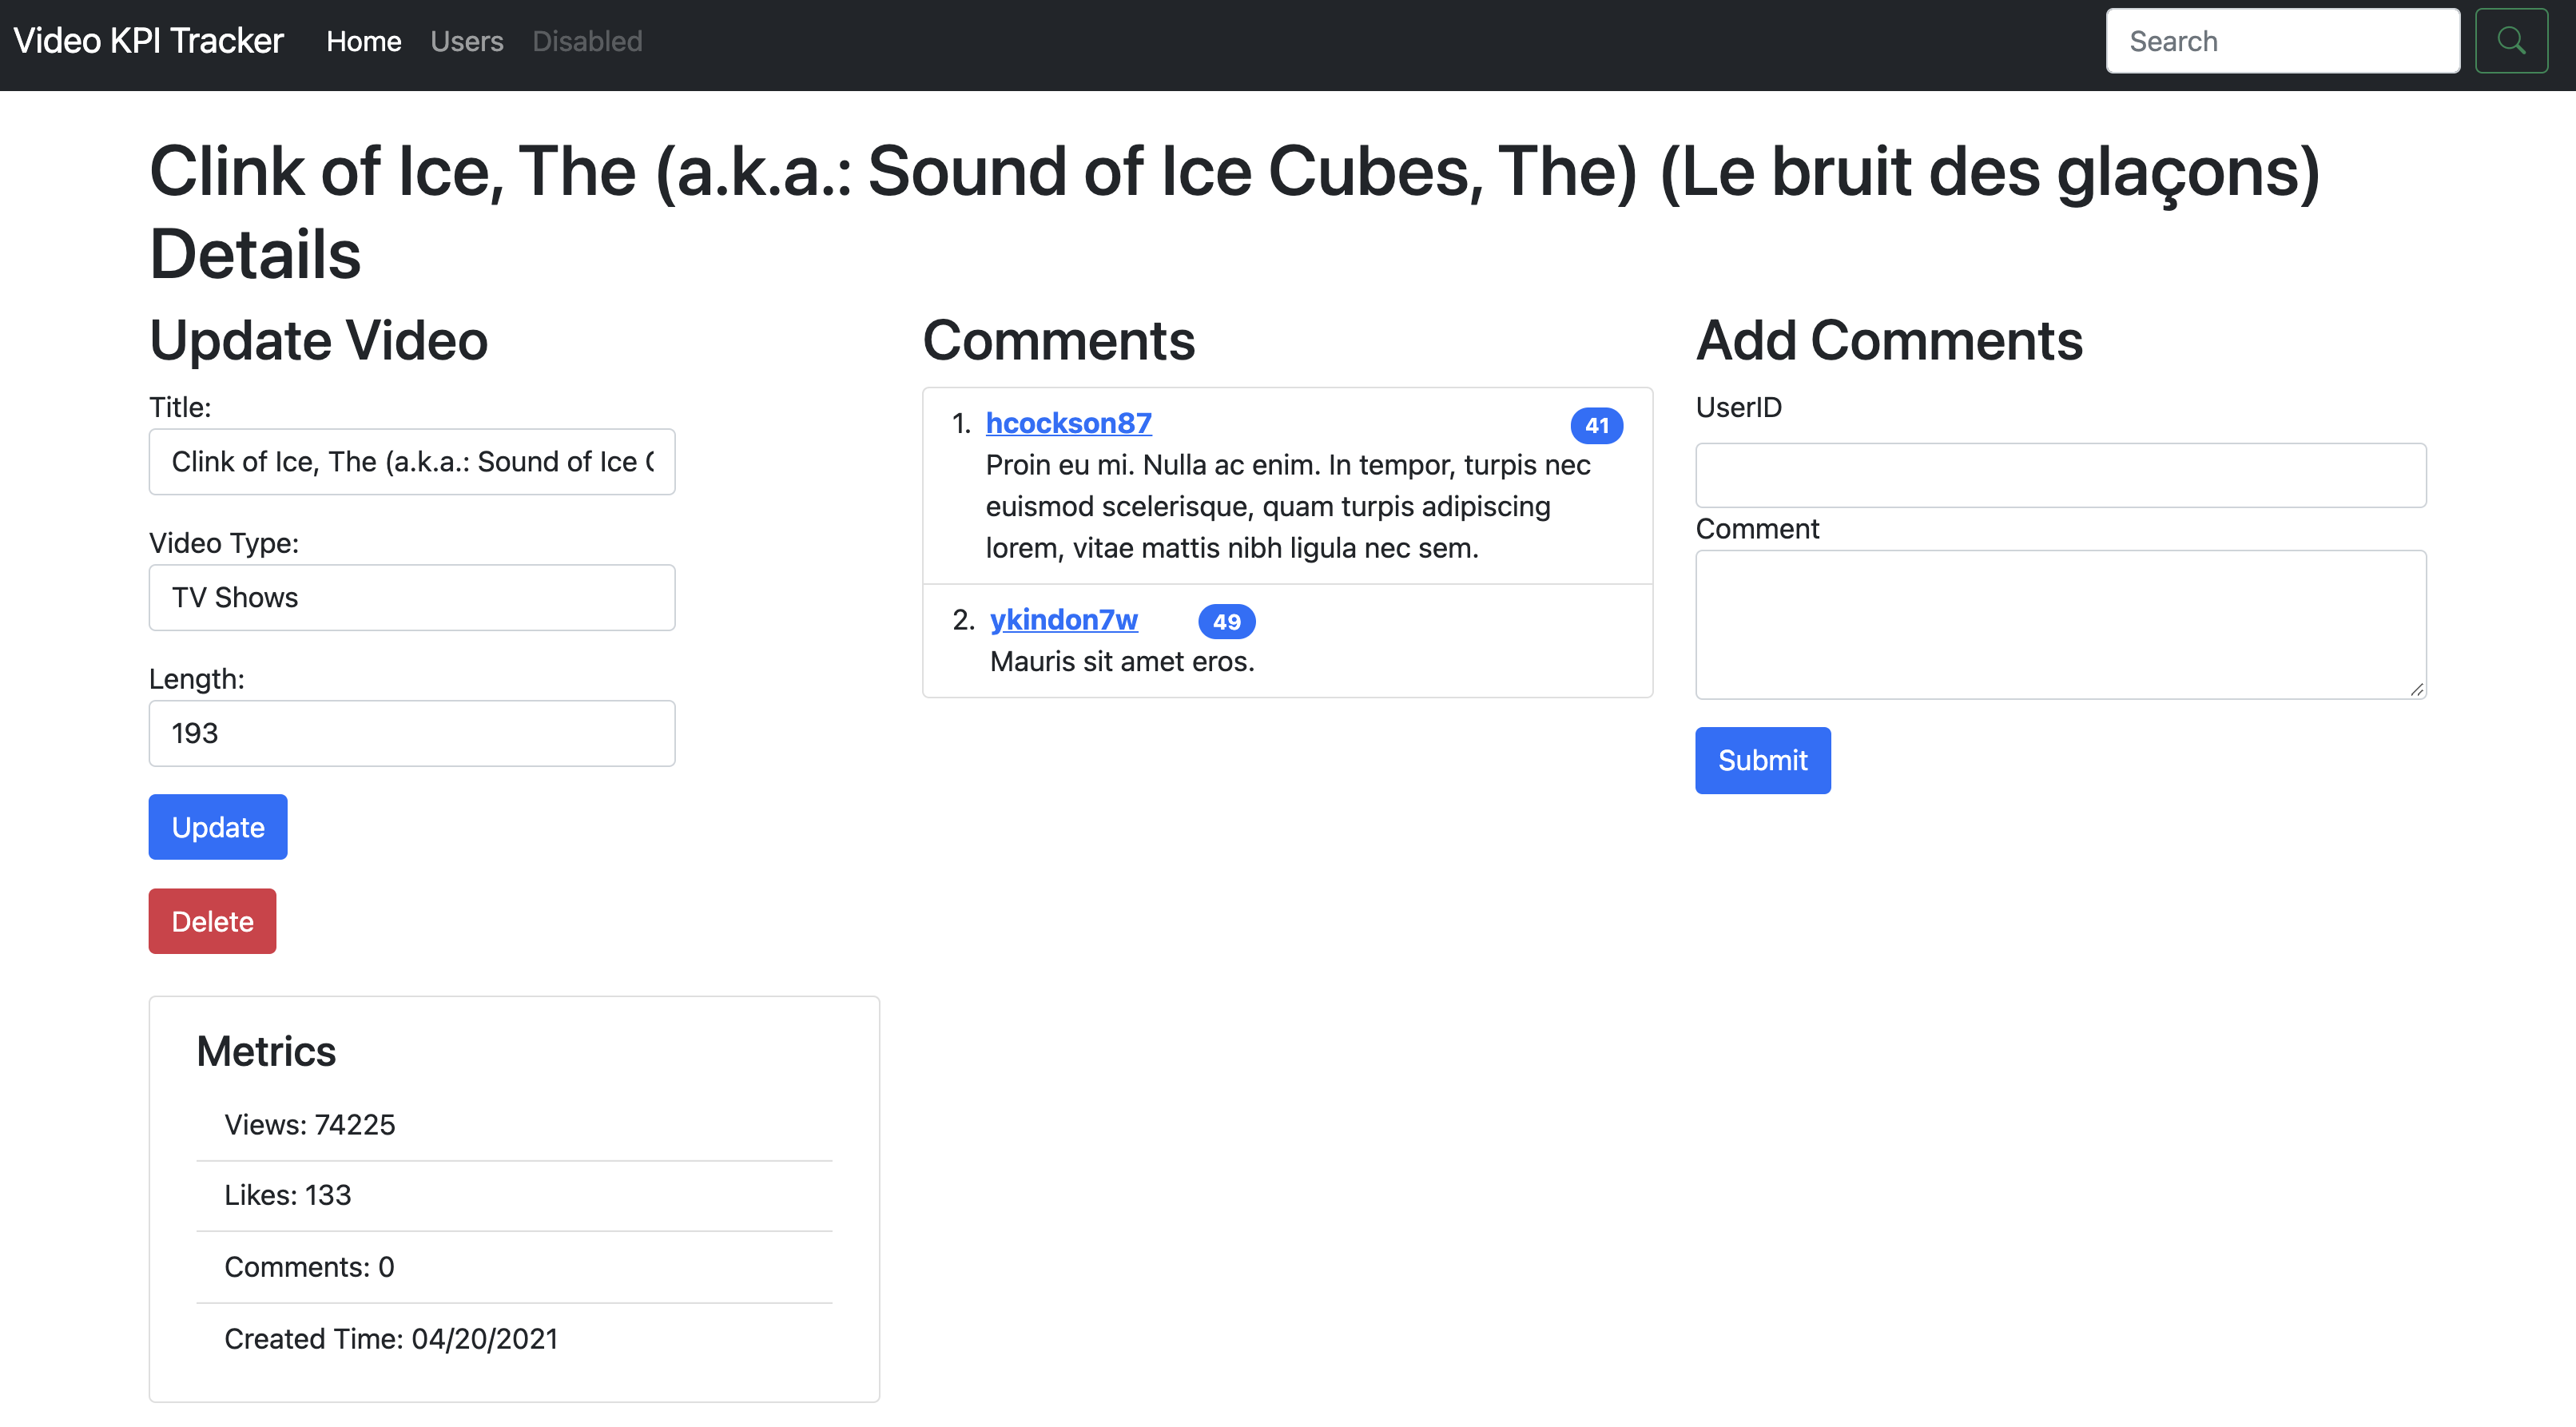 Video KPI Tracker Home Users Disabled Search
Clink of Ice, The (a.k.a.: Sound of Ice Cubes, The) (Le bruit des glaçons)
Details
Update Video
Title:
Clink of Ice, The (a.k.a.: Sound of Ice
Video Type:
TV Shows
Length:
193
Update
Delete
Metrics
Views: 74225
Likes: 133
Comments: 0
Created Time: 04/20/2021
Comments
1. hcockson87 41
Proin eu mi. Nulla ac enim. In tempor, turpis nec
euismod scelerisque, quam turpis adipiscing
lorem, vitae mattis nibh ligula nec sem.
2. ykindon7w 49
Mauris sit amet eros.
Add Comments
UserID
Comment
Submit